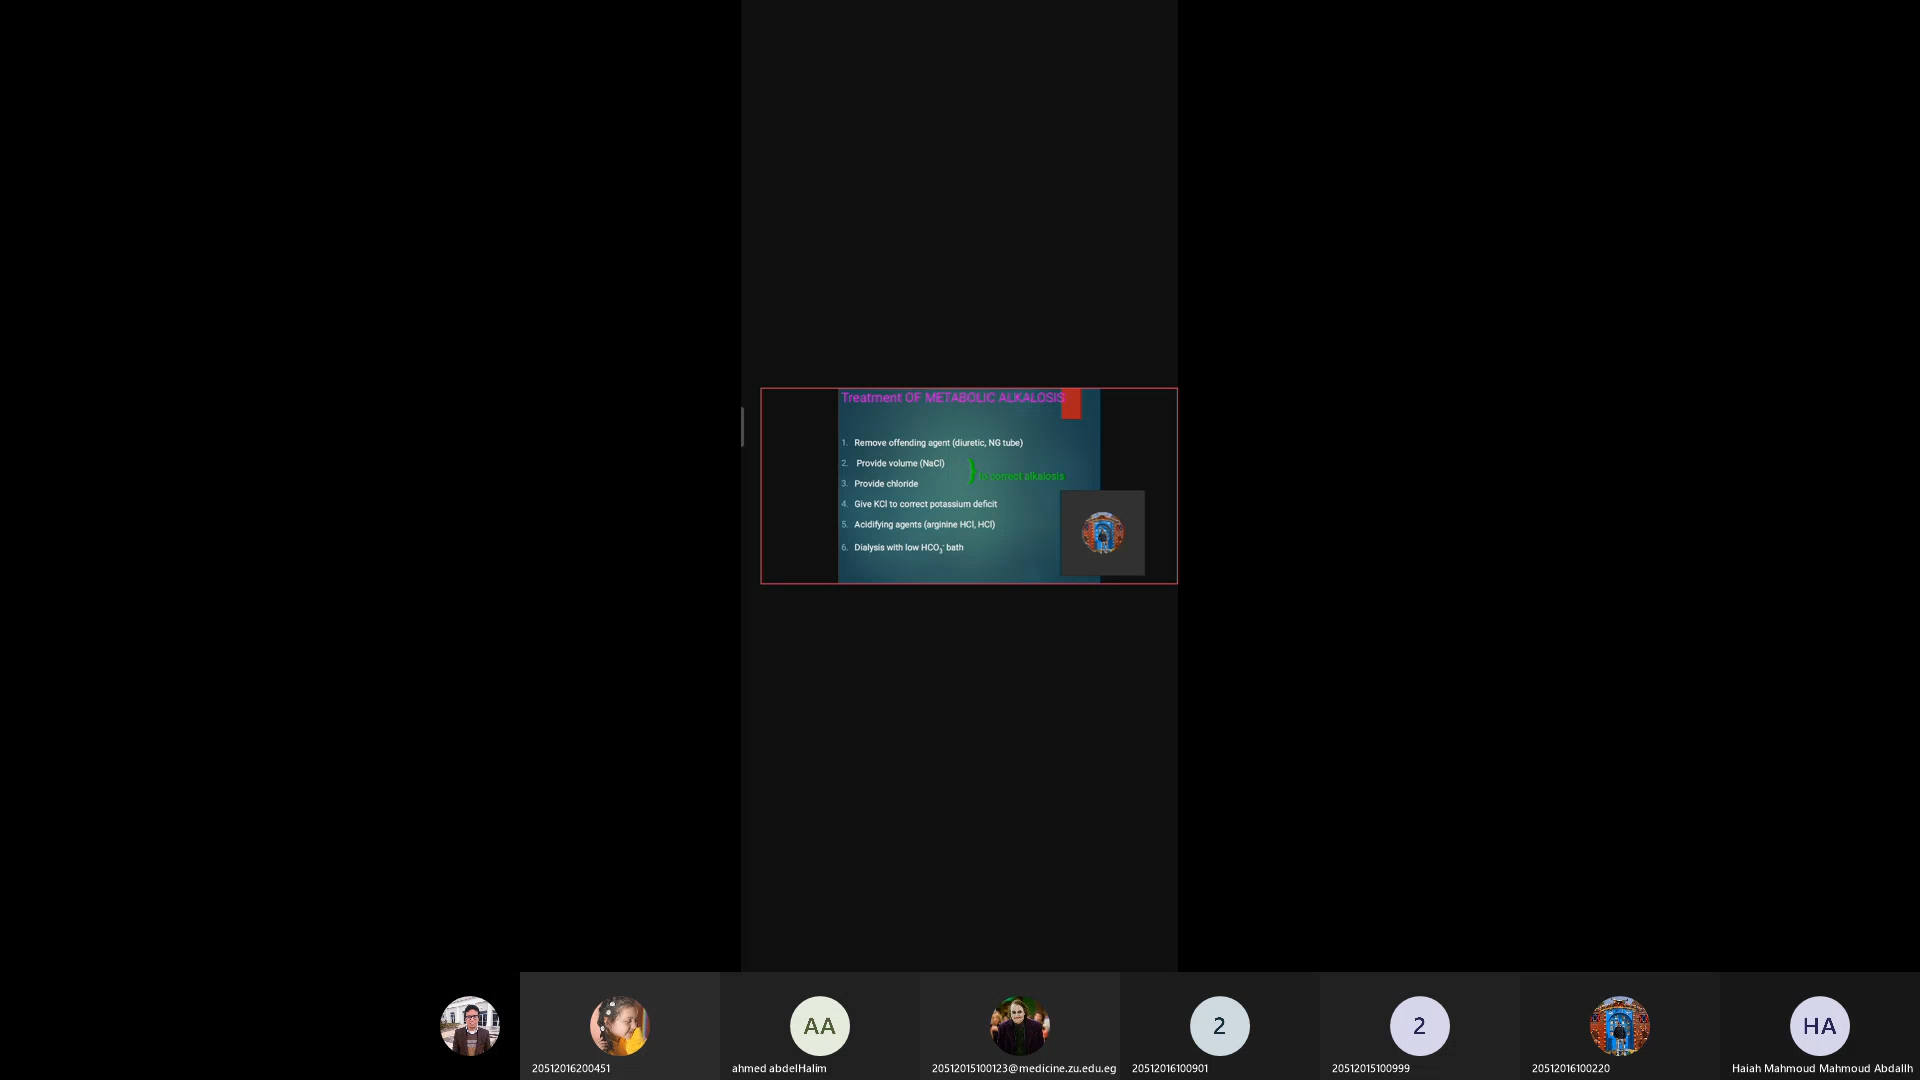 Treatment OF METABOLIC ALKALOSIS
1. Remove offending agent (diuretic, NG tube)
2. Provide volume (NaCl)
3. Provide chloride
} to correct alkalosis
4. Give KCl to correct potassium deficit
5. Acidifying agents (arginine HCl, HCl)
6. Dialysis with low HCO3- bath
AA
2
2
HA
20512016200451
ahmed abdelHalim
20512015100123@medicine.zu.edu.eg
20512016100901
20512015100999
20512016100220
Haiah Mahmoud Mahmoud Abdallh